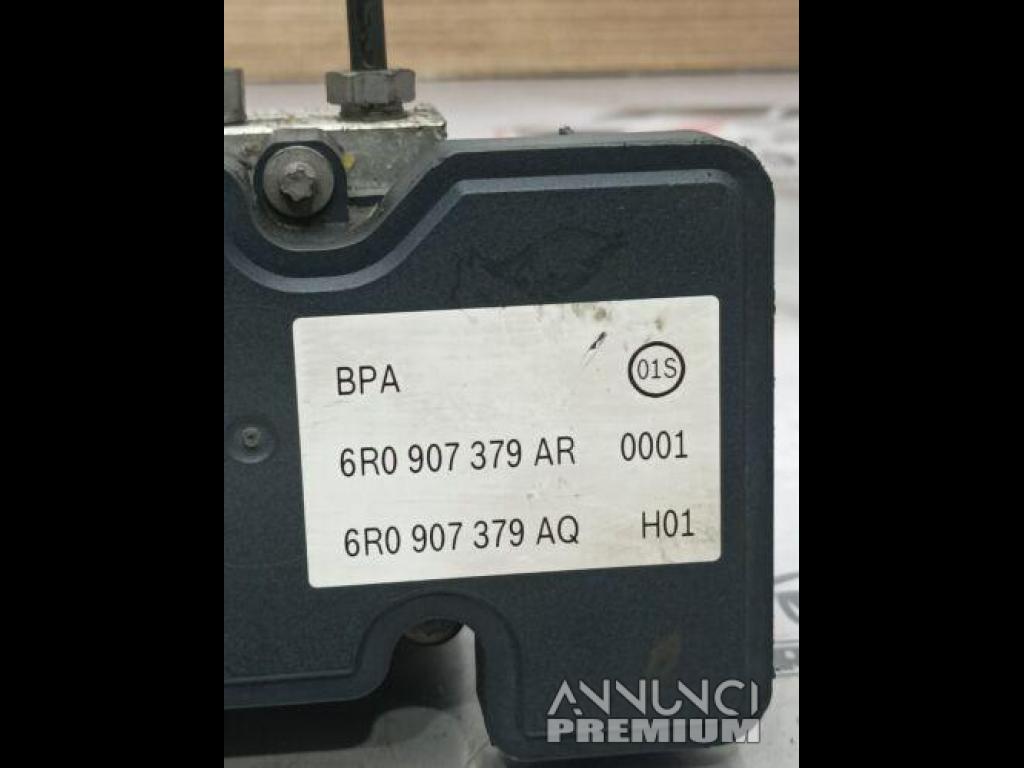 BPA 01S
6R0 907 379 AR 0001
6R0 907 379 AQ H01
ANNUNCI
PREMIUM